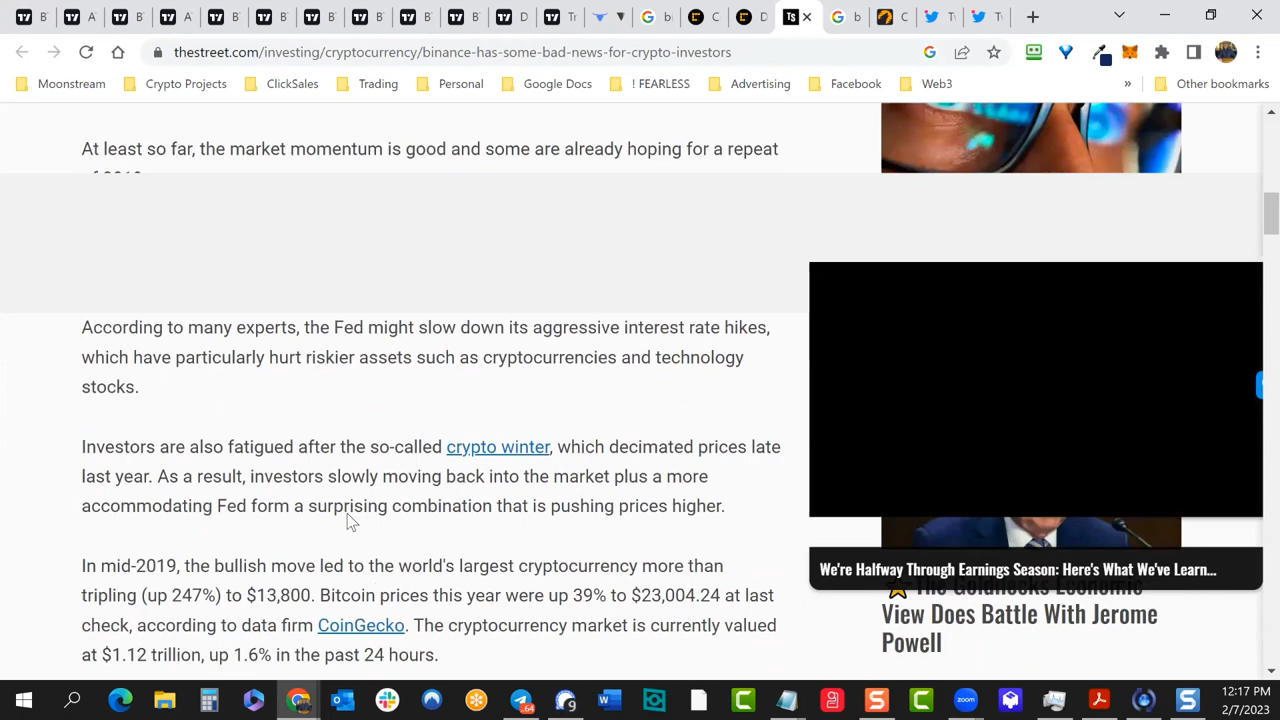 thestreet.com/investing/cryptocurrency/binance-has-some-bad-news-for-crypto-investors
Moonstream
Crypto Projects
ClickSales
Trading
Personal
Google Docs
! FEARLESS
Advertising
Facebook
Web3
»
Other bookmarks
At least so far, the market momentum is good and some are already hoping for a repeat
According to many experts, the Fed might slow down its aggressive interest rate hikes,
which have particularly hurt riskier assets such as cryptocurrencies and technology
stocks.
Investors are also fatigued after the so-called crypto winter, which decimated prices late
last year. As a result, investors slowly moving back into the market plus a more
accommodating Fed form a surprising combination that is pushing prices higher.
In mid-2019, the bullish move led to the world's largest cryptocurrency more than
tripling (up 247%) to $13,800. Bitcoin prices this year were up 39% to $23,004.24 at last
check, according to data firm CoinGecko. The cryptocurrency market is currently valued
at $1.12 trillion, up 1.6% in the past 24 hours.
We're Halfway Through Earnings Season: Here's What We've Learn...
The Goldilocks Economic
View Does Battle With Jerome
Powell
64
9
12:17 PM
2/7/2023